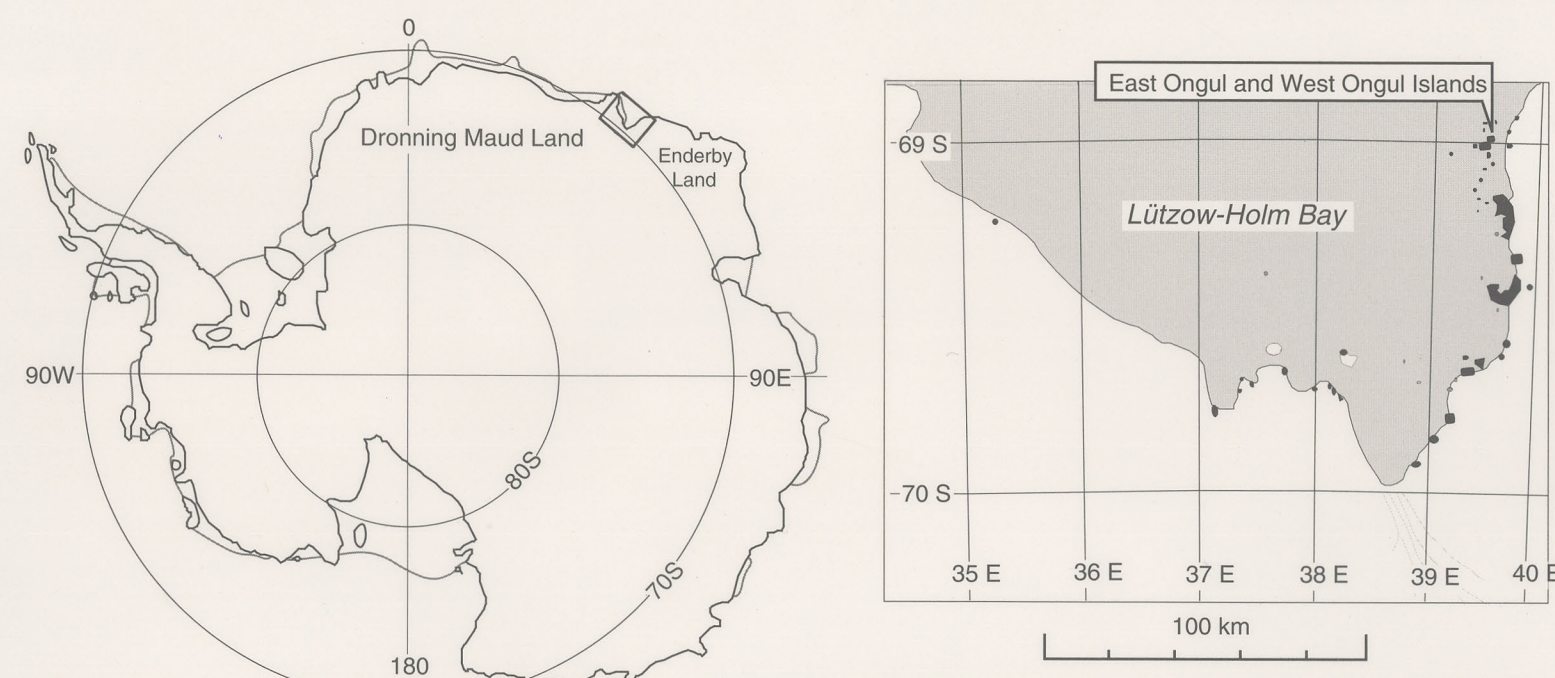 0
Dronning Maud Land
Enderby
Land
90W
90E
80S
70S
180
East Ongul and West Ongul Islands
69 S
Lützow-Holm Bay
70 S
35 E
36 E
37 E
38 E
39 E
40 E
100 km